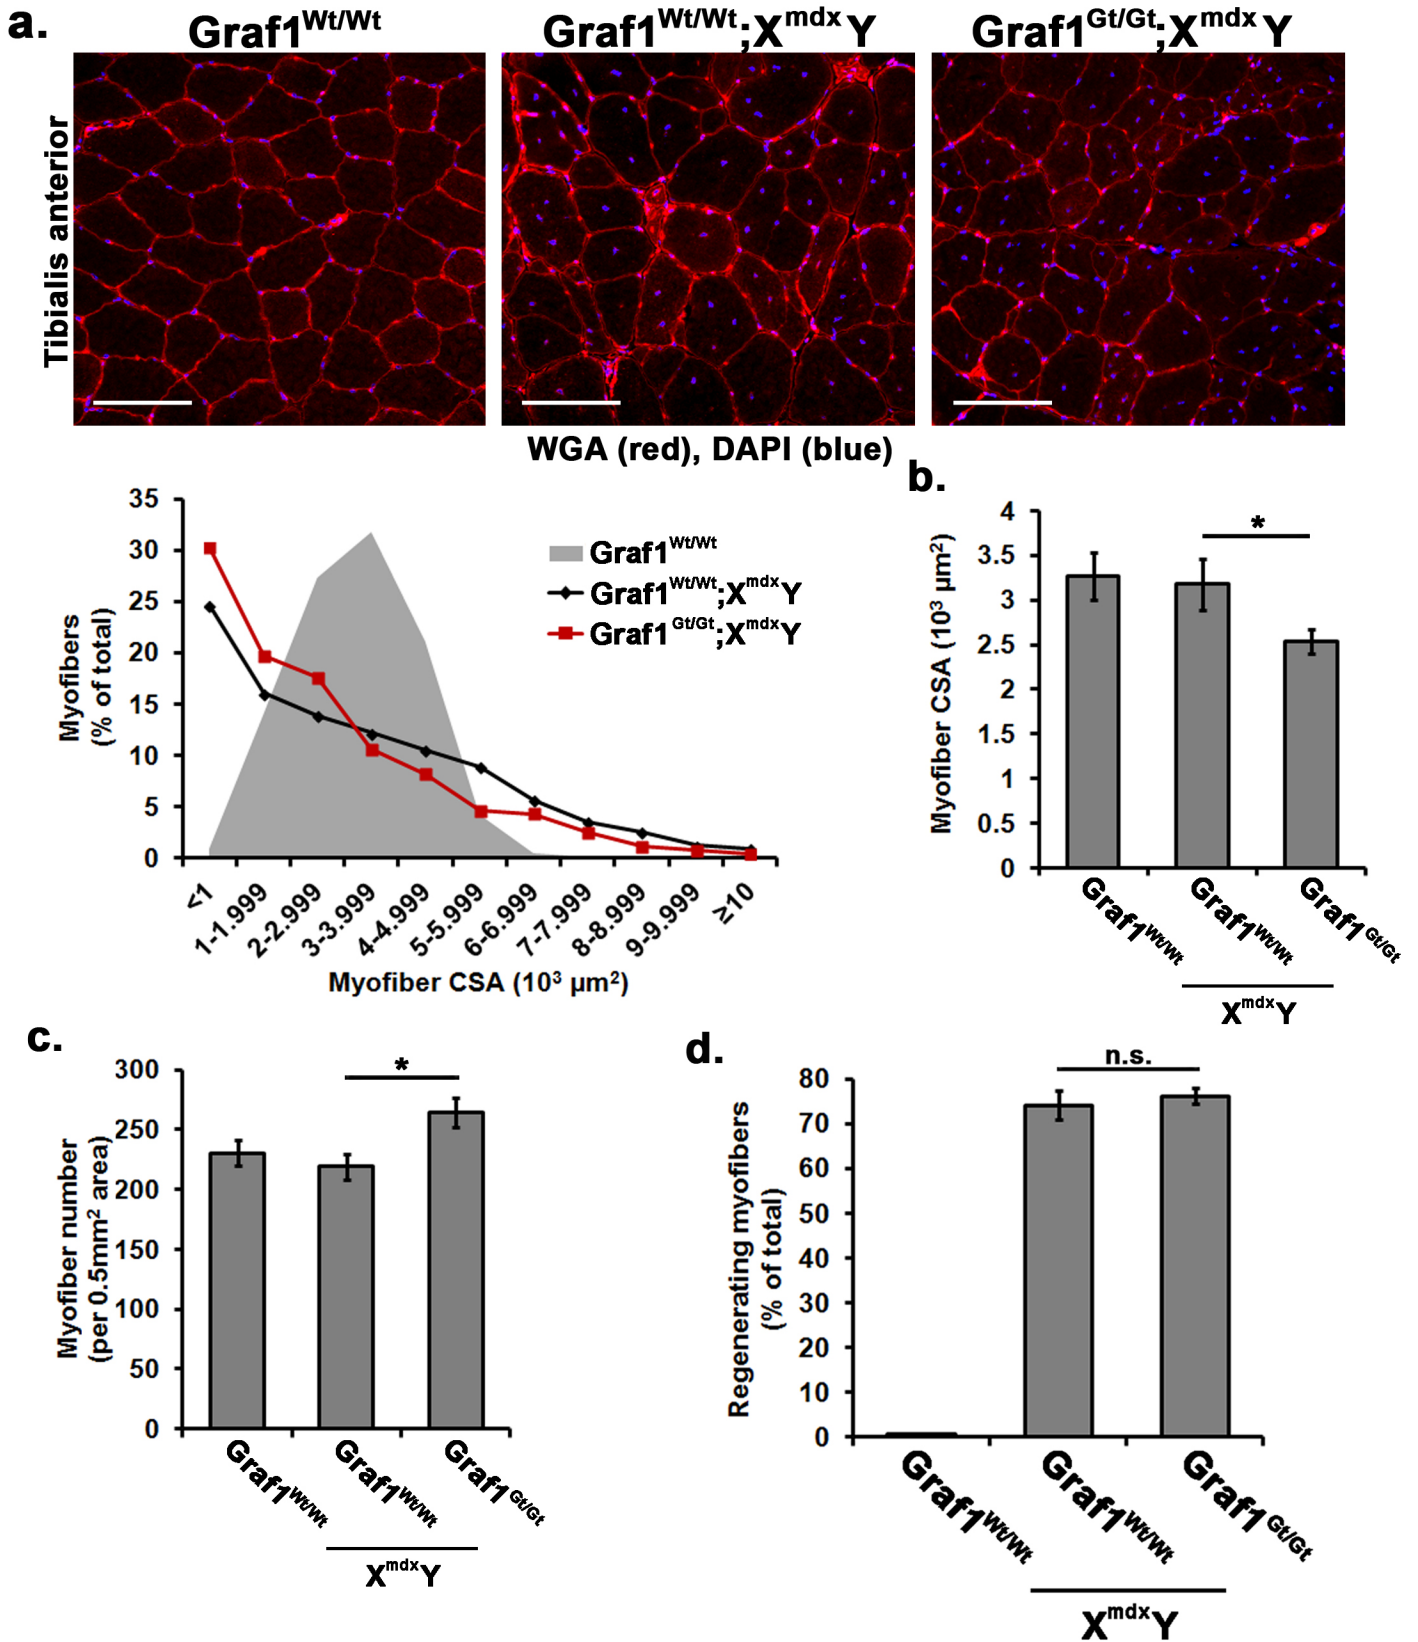 a.
Graf1Wt/Wt
Graf1Wt/Wt;XmdxY
Graf1Gt/Gt;XmdxY
Tibialis anterior
WGA (red), DAPI (blue)
35
30
25
20
15
10
5
0
Myofibers
(% of total)
Graf1Wt/Wt
Graf1Wt/Wt;XmdxY
Graf1Gt/Gt;XmdxY
<1
1-1.999
2-2.999
3-3.999
4-4.999
5-5.999
6-6.999
7-7.999
8-8.999
9-9.999
≥10
Myofiber CSA (10³ µm²)
b.
Myofiber CSA (10³ µm²)
4
3.5
3
2.5
2
1.5
1
0.5
0
*
Graf1Wt/Wt
Graf1Wt/Wt
Graf1Gt/Gt
XmdxY
c.
Myofiber number
(per 0.5mm² area)
300
250
200
150
100
50
0
*
Graf1Wt/Wt
Graf1Wt/Wt
Graf1Gt/Gt
XmdxY
d.
Regenerating myofibers
(% of total)
80
70
60
50
40
30
20
10
0
n.s.
Graf1Wt/Wt
Graf1Wt/Wt
Graf1Gt/Gt
XmdxY